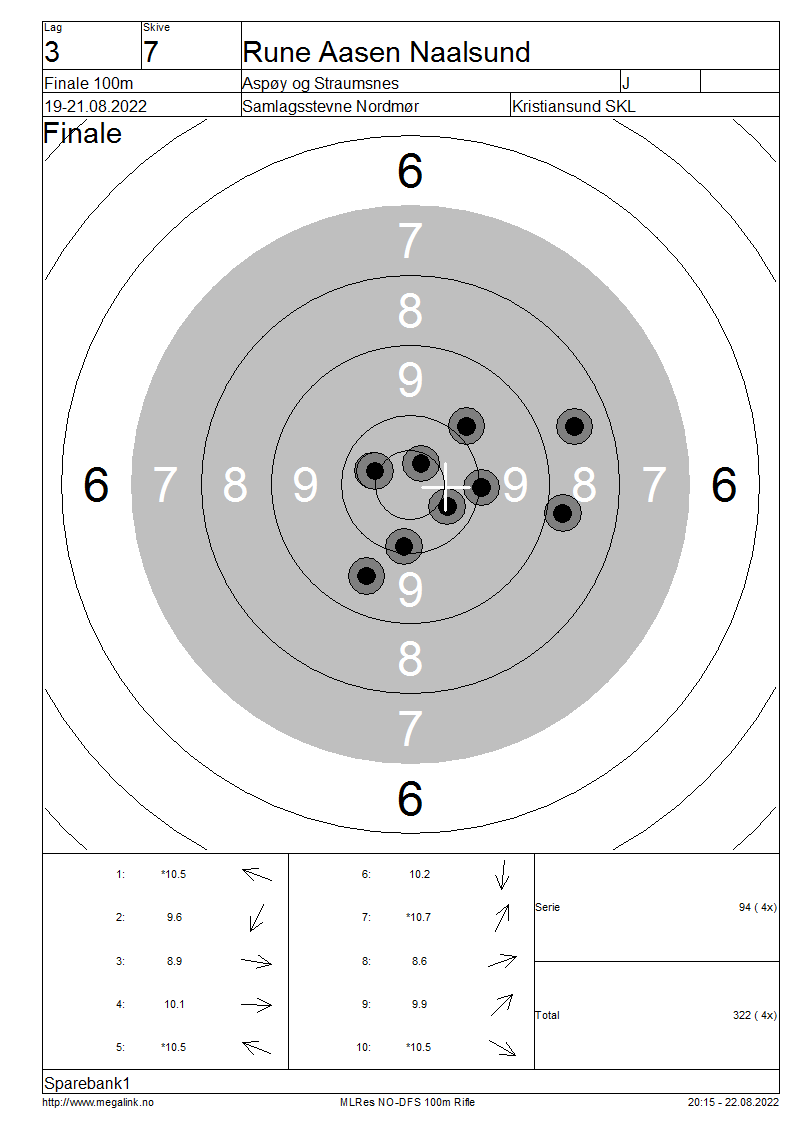 Lag Skive
3 7 Rune Aasen Naalsund
Finale 100m Aspøy og Straumsnes J
19-21.08.2022 Samlagsstevne Nordmør Kristiansund SKL
Finale
6
7
8
9
6 7 8 9 9 8 7 6
9
8
7
6
1: *10.5 6: 10.2
2: 9.6 7: *10.7
Serie 94 ( 4x)
3: 8.9 8: 8.6
4: 10.1 9: 9.9
Total 322 ( 4x)
5: *10.5 10: *10.5
Sparebank1
http://www.megalink.no MLRes NO-DFS 100m Rifle 20:15 - 22.08.2022